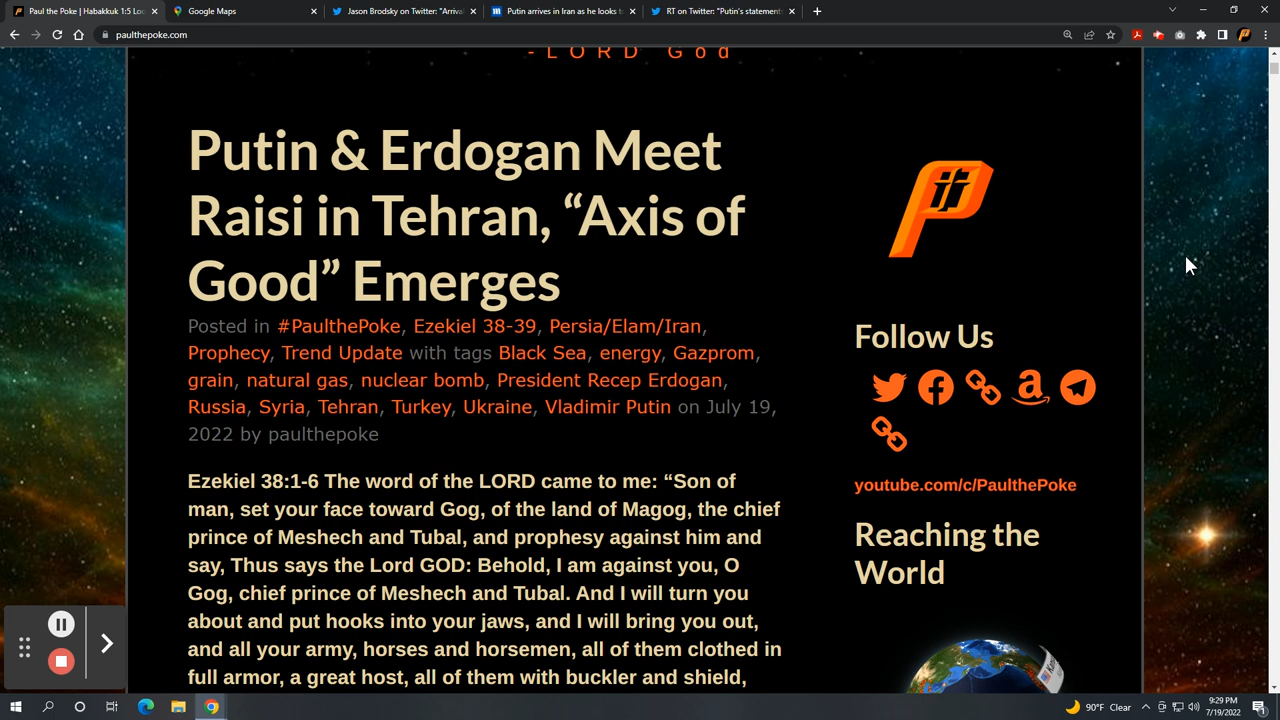 Paul the Poke | Habakkuk 1:5 Loo
Google Maps
Jason Brodsky on Twitter: "Arrival
Putin arrives in Iran as he looks to
RT on Twitter: "Putin's statement
paulthepoke.com
- LORD God
Putin & Erdogan Meet
Raisi in Tehran, “Axis of
Good” Emerges
Posted in #PaulthePoke, Ezekiel 38-39, Persia/Elam/Iran,
Prophecy, Trend Update with tags Black Sea, energy, Gazprom,
grain, natural gas, nuclear bomb, President Recep Erdogan,
Russia, Syria, Tehran, Turkey, Ukraine, Vladimir Putin on July 19,
2022 by paulthepoke
Ezekiel 38:1-6 The word of the LORD came to me: “Son of
man, set your face toward Gog, of the land of Magog, the chief
prince of Meshech and Tubal, and prophesy against him and
say, Thus says the Lord GOD: Behold, I am against you, O
Gog, chief prince of Meshech and Tubal. And I will turn you
about and put hooks into your jaws, and I will bring you out,
and all your army, horses and horsemen, all of them clothed in
full armor, a great host, all of them with buckler and shield,
Follow Us
youtube.com/c/PaulthePoke
Reaching the
World
90°F Clear
9:29 PM
7/19/2022